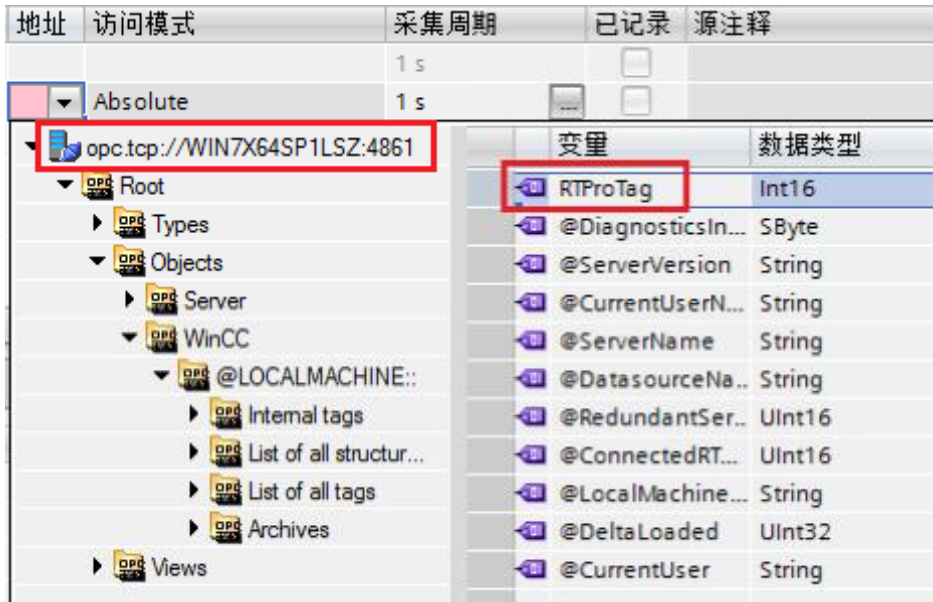 地址 访问模式 采集周期 已记录 源注释
1 s
Absolute 1 s ...
opc.tcp://WIN7X64SP1LSZ:4861
Root
Types
Objects
Server
WinCC
@LOCALMACHINE::
Internal tags
List of all structur...
List of all tags
Archives
Views
变量 数据类型
RTProTag Int16
@DiagnosticsIn... SByte
@ServerVersion String
@CurrentUserN... String
@ServerName String
@DatasourceNa... String
@RedundantSer... UInt16
@ConnectedRT... UInt16
@LocalMachine... String
@DeltaLoaded UInt32
@CurrentUser String